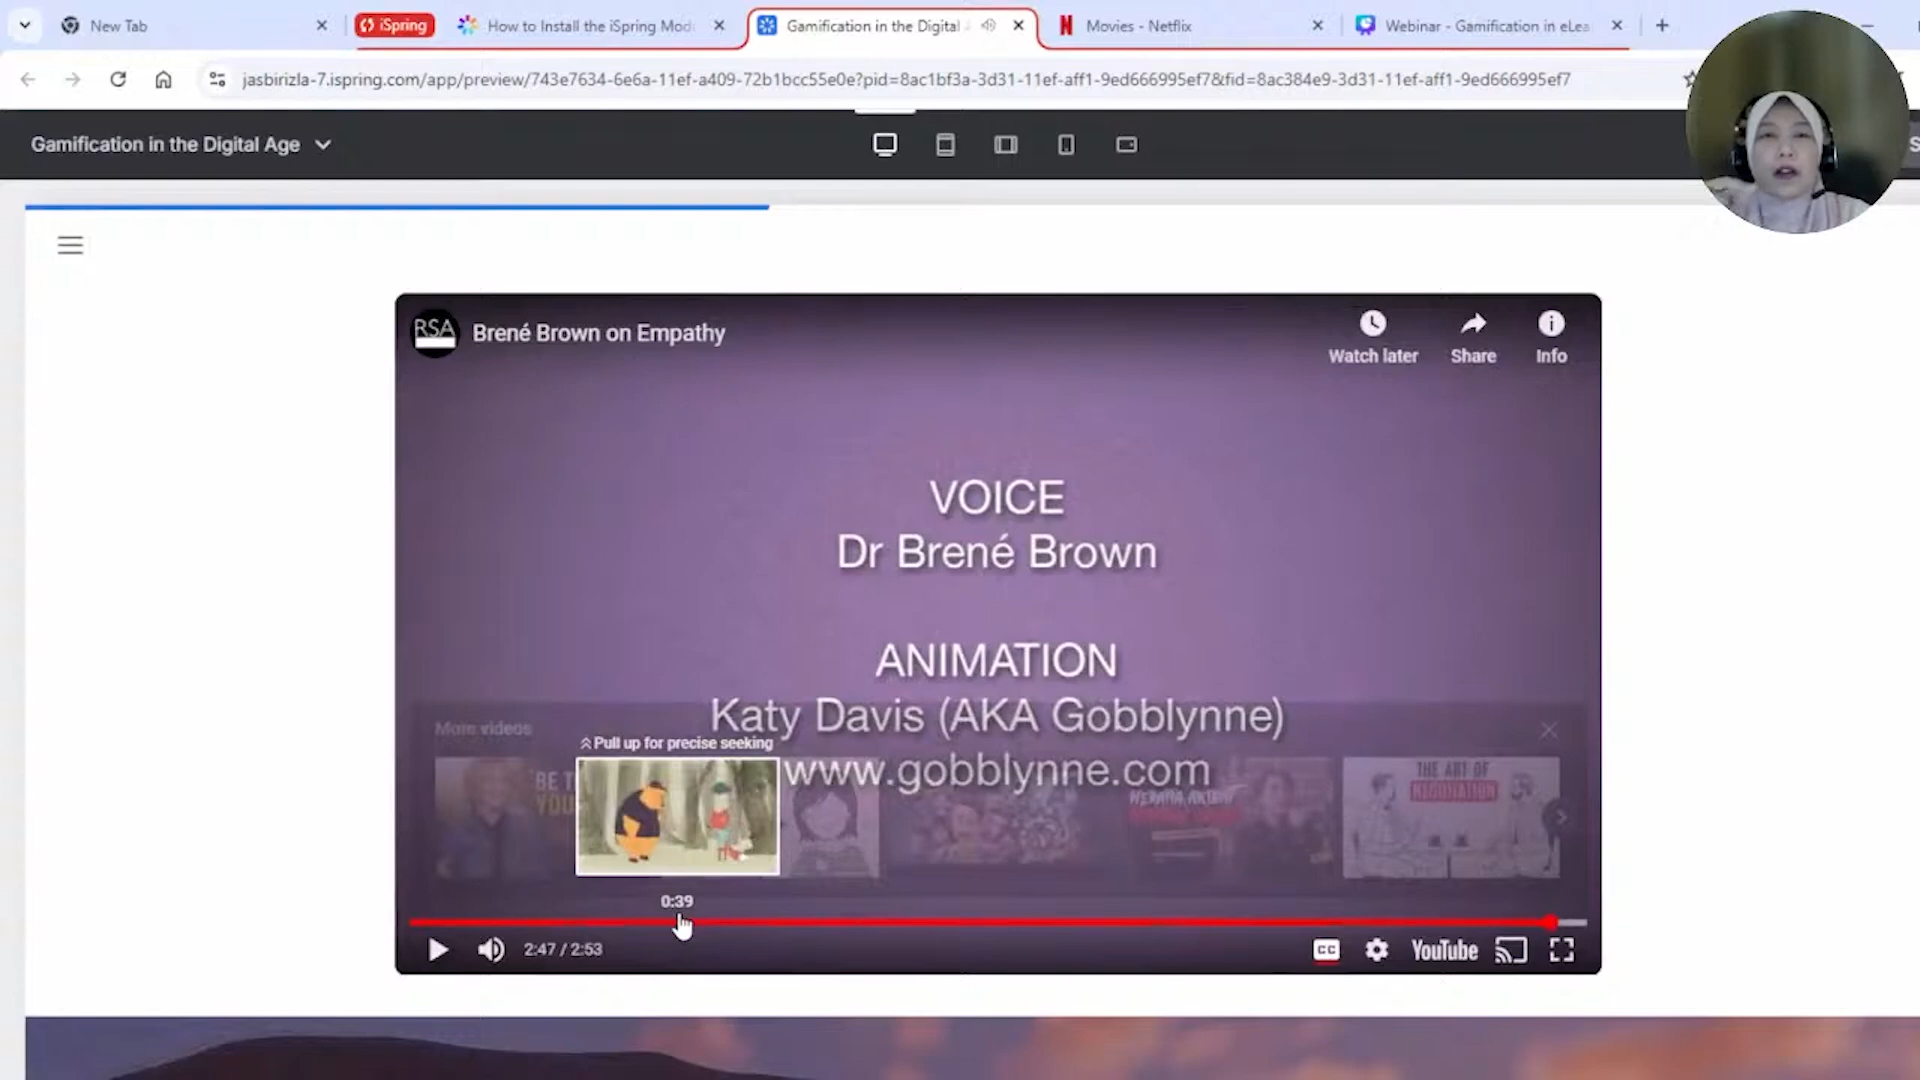 New Tab
iSpring
How to Install the iSpring Mod
Gamification in the Digital
Movies - Netflix
Webinar - Gamification in eLea
jasbirizla-7.ispring.com/app/preview/743e7634-6e6a-11ef-a409-72b1bcc55e0e?pid=8ac1bf3a-3d31-11ef-aff1-9ed666995ef7&fid=8ac384e9-3d31-11ef-aff1-9ed666995ef7
Gamification in the Digital Age
S
RSA
Brené Brown on Empathy
Watch later
Share
Info
VOICE
Dr Brené Brown
ANIMATION
Katy Davis (AKA Gobblynne)
www.gobblynne.com
More videos
Pull up for precise seeking
BE T
YOU
THE ART OF
NEGOTIATION
0:39
2:47 / 2:53
CC
YouTube